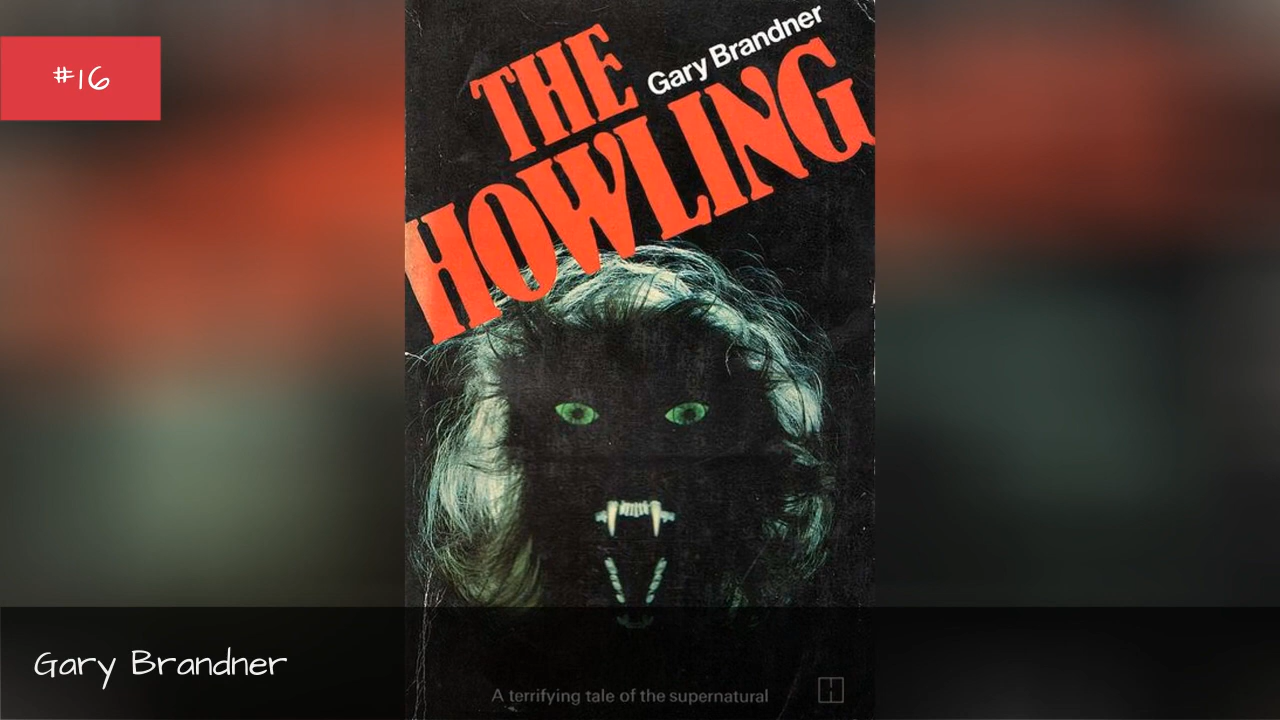 #16
THE
Gary Brandner
HOWLING
Gary Brandner
A terrifying tale of the supernatural
H